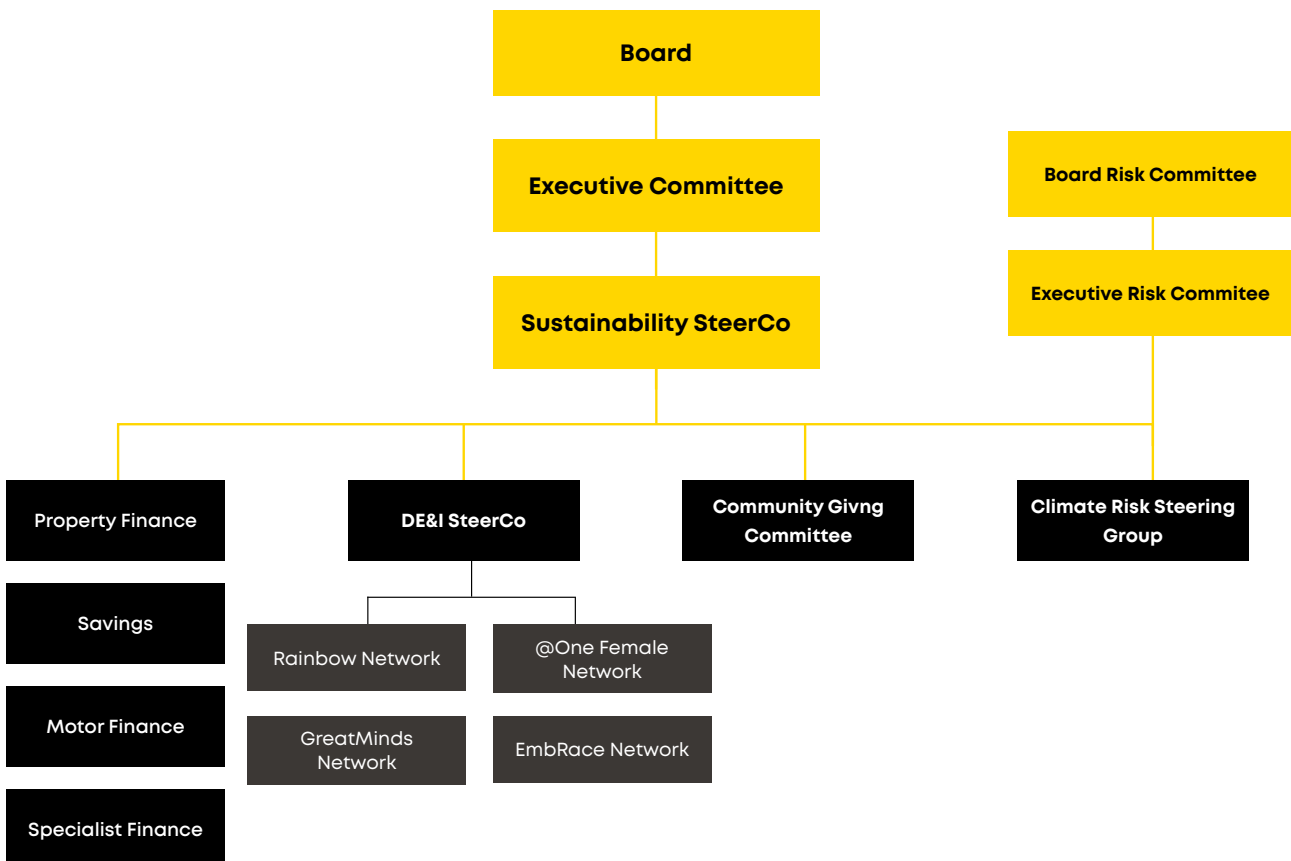 Board
Executive Committee
Board Risk Committee
Executive Risk Commitee
Sustainability SteerCo
Property Finance
DE&I SteerCo
Community Givng
Committee
Climate Risk Steering
Group
Savings
Motor Finance
Specialist Finance
Rainbow Network
@One Female
Network
GreatMinds
Network
EmbRace Network